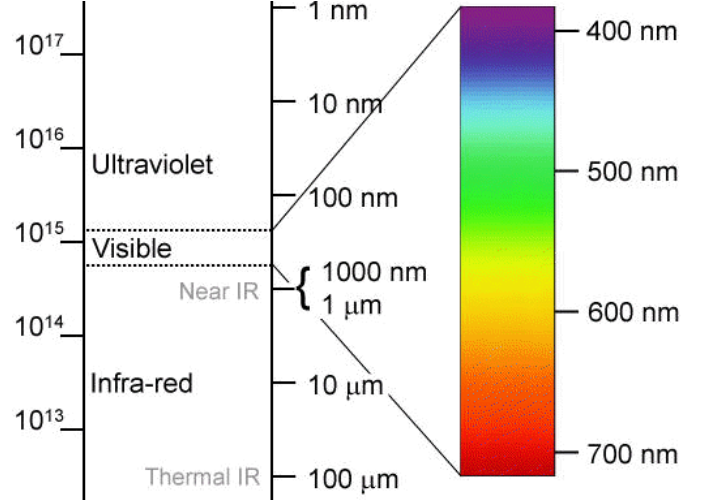 10¹⁷
10¹⁶
10¹⁵
10¹⁴
10¹³
Ultraviolet
Visible
Near IR
Infra-red
Thermal IR
1 nm
10 nm
100 nm
1000 nm
1 μm
10 μm
100 μm
400 nm
500 nm
600 nm
700 nm